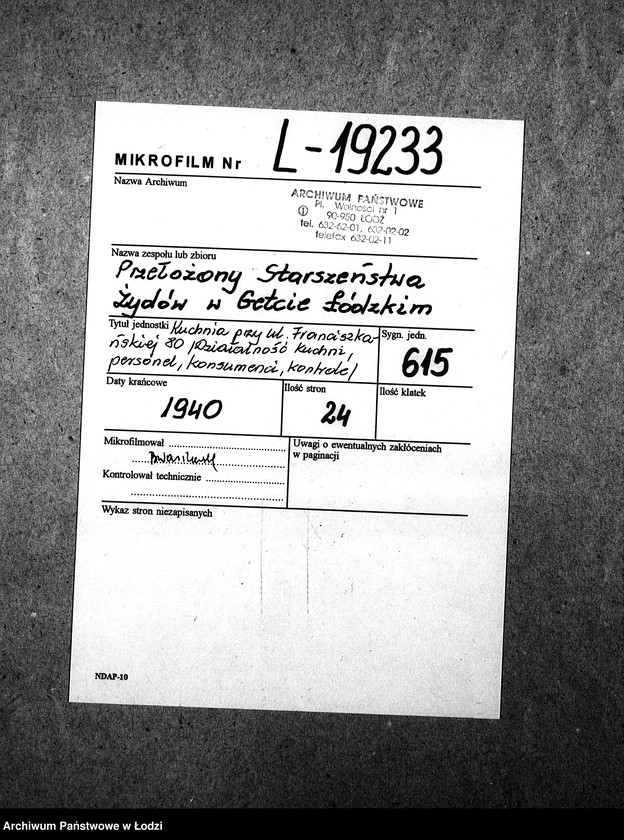 MIKROFILM Nr L-19233
Nazwa Archiwum
ARCHIWUM PAŃSTWOWE
Pl. Wolności nr 1
90-950 ŁÓDŹ
tel. 632-62-01, 632-02-02
telefax 632-02-11
Nazwa zespołu lub zbioru
Przełożony Starszeństwa
Żydów w Getcie Łódzkim
Tytuł jednostki Kuchnia przy ul. Franciszka-
ńskiej 80 /Działalność kuchni,
personel, konsumenci, kontrole/
Sygn. jedn.
615
Daty krańcowe
1940
Ilość stron
24
Ilość klatek
Mikrofilmował
Kontrolował technicznie
Uwagi o ewentualnych zakłóceniach
w paginacji
Wykaz stron niezapisanych
NDAP-10
Archiwum Państwowe w Łodzi